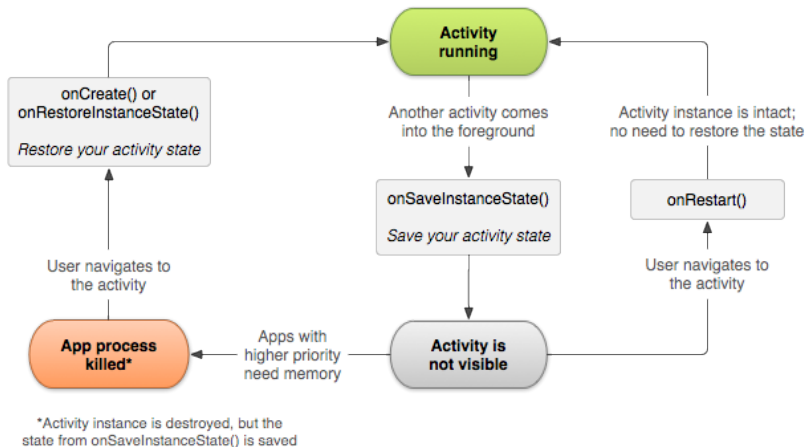 Activity
running
onCreate() or
onRestoreInstanceState()
Restore your activity state
Another activity comes
into the foreground
Activity instance is intact;
no need to restore the state
onSaveInstanceState()
Save your activity state
onRestart()
User navigates to
the activity
User navigates to
the activity
App process
killed*
Apps with
higher priority
need memory
Activity is
not visible
*Activity instance is destroyed, but the
state from onSaveInstanceState() is saved